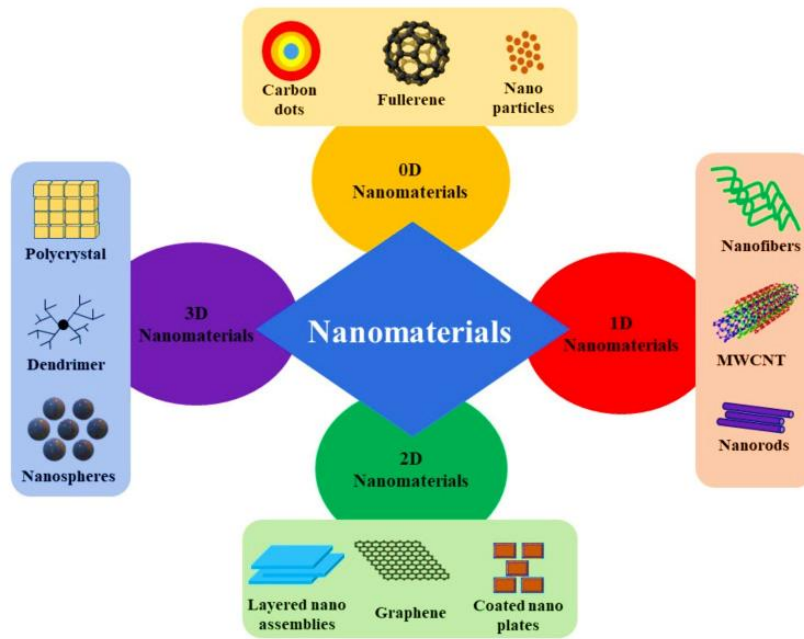 Carbon
dots
Fullerene
Nano
particles
0D
Nanomaterials
Polycrystal
Dendrimer
Nanospheres
3D
Nanomaterials
Nanomaterials
1D
Nanomaterials
Nanofibers
MWCNT
Nanorods
2D
Nanomaterials
Layered nano
assemblies
Graphene
Coated nano
plates